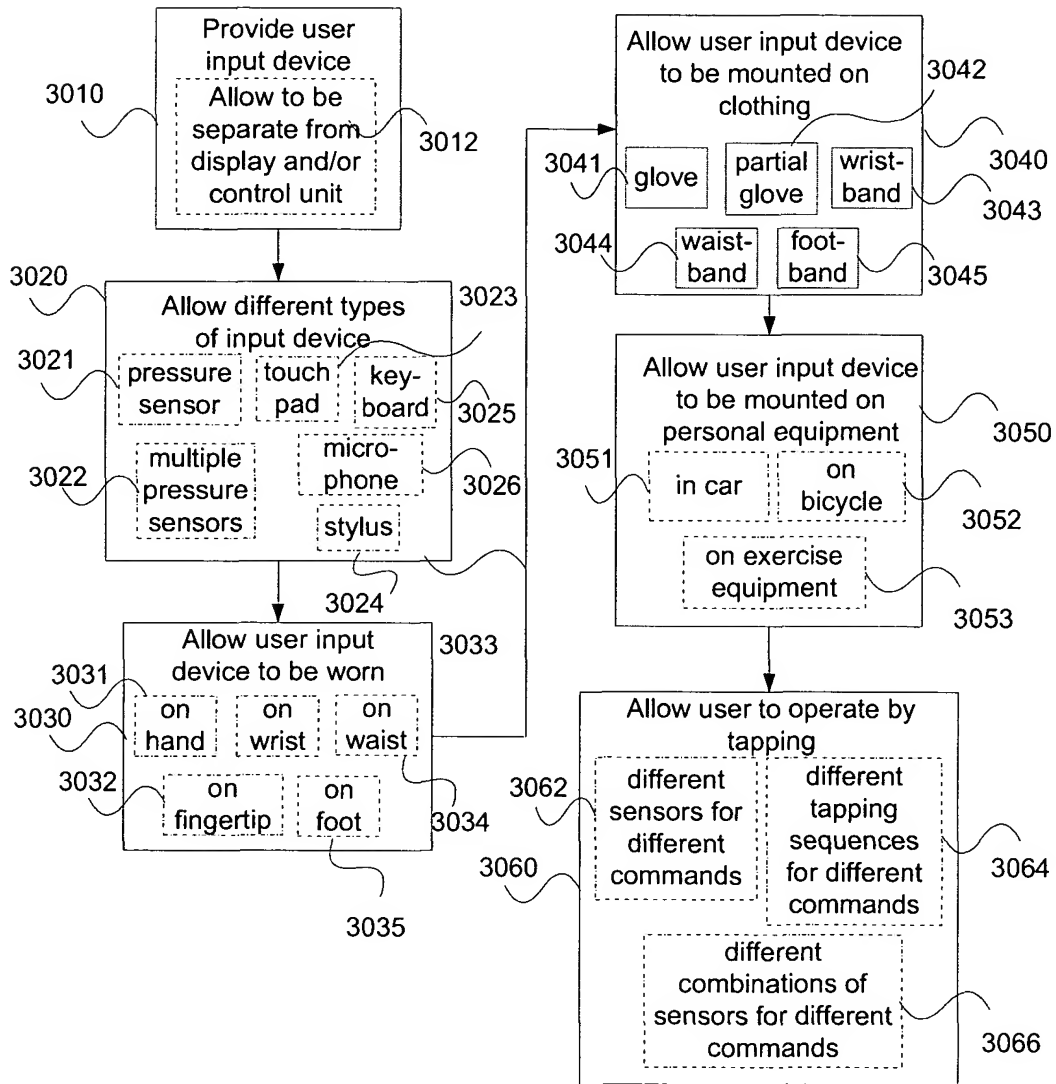 Provide user
input device
Allow to be
separate from
display and/or
control unit
3010
3012
3020
Allow different types
of input device
3023
3021
pressure
sensor
touch
pad
key-
board
3025
3022
multiple
pressure
sensors
micro-
phone
3026
stylus
3024
Allow user input
device to be worn
3033
3031
3030
on
hand
on
wrist
on
waist
3032
on
fingertip
on
foot
3034
3035
Allow user input device
to be mounted on
clothing
3042
3040
3041
glove
partial
glove
wrist-
band
3043
3044
waist-
band
foot-
band
3045
Allow user input device
to be mounted on
personal equipment
3050
3051
in car
on
bicycle
3052
on exercise
equipment
3053
Allow user to operate by
tapping
3062
different
sensors for
different
commands
different
tapping
sequences
for different
commands
3064
3060
different
combinations of
sensors for different
commands
3066